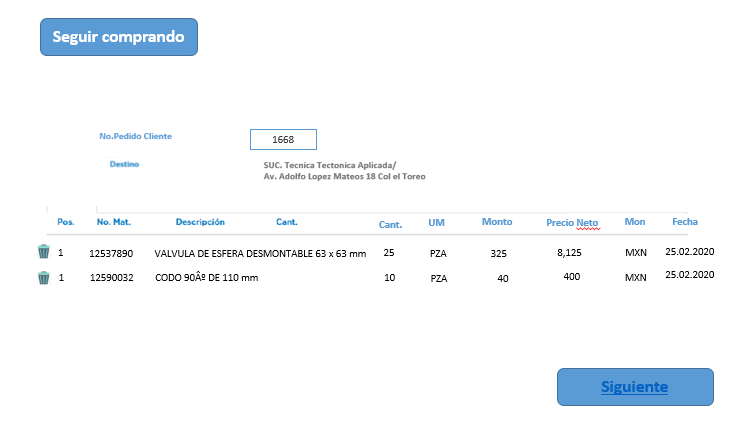 Seguir comprando
No.Pedido Cliente 1668
Destino SUC. Tecnica Tectonica Aplicada/
Av. Adolfo Lopez Mateos 18 Col el Toreo
Pos. No. Mat. Descripción Cant. Cant. UM Monto Precio Neto Mon Fecha
1 12537890 VALVULA DE ESFERA DESMONTABLE 63 x 63 mm 25 PZA 325 8,125 MXN 25.02.2020
1 12590032 CODO 90Âº DE 110 mm 10 PZA 40 400 MXN 25.02.2020
Siguiente